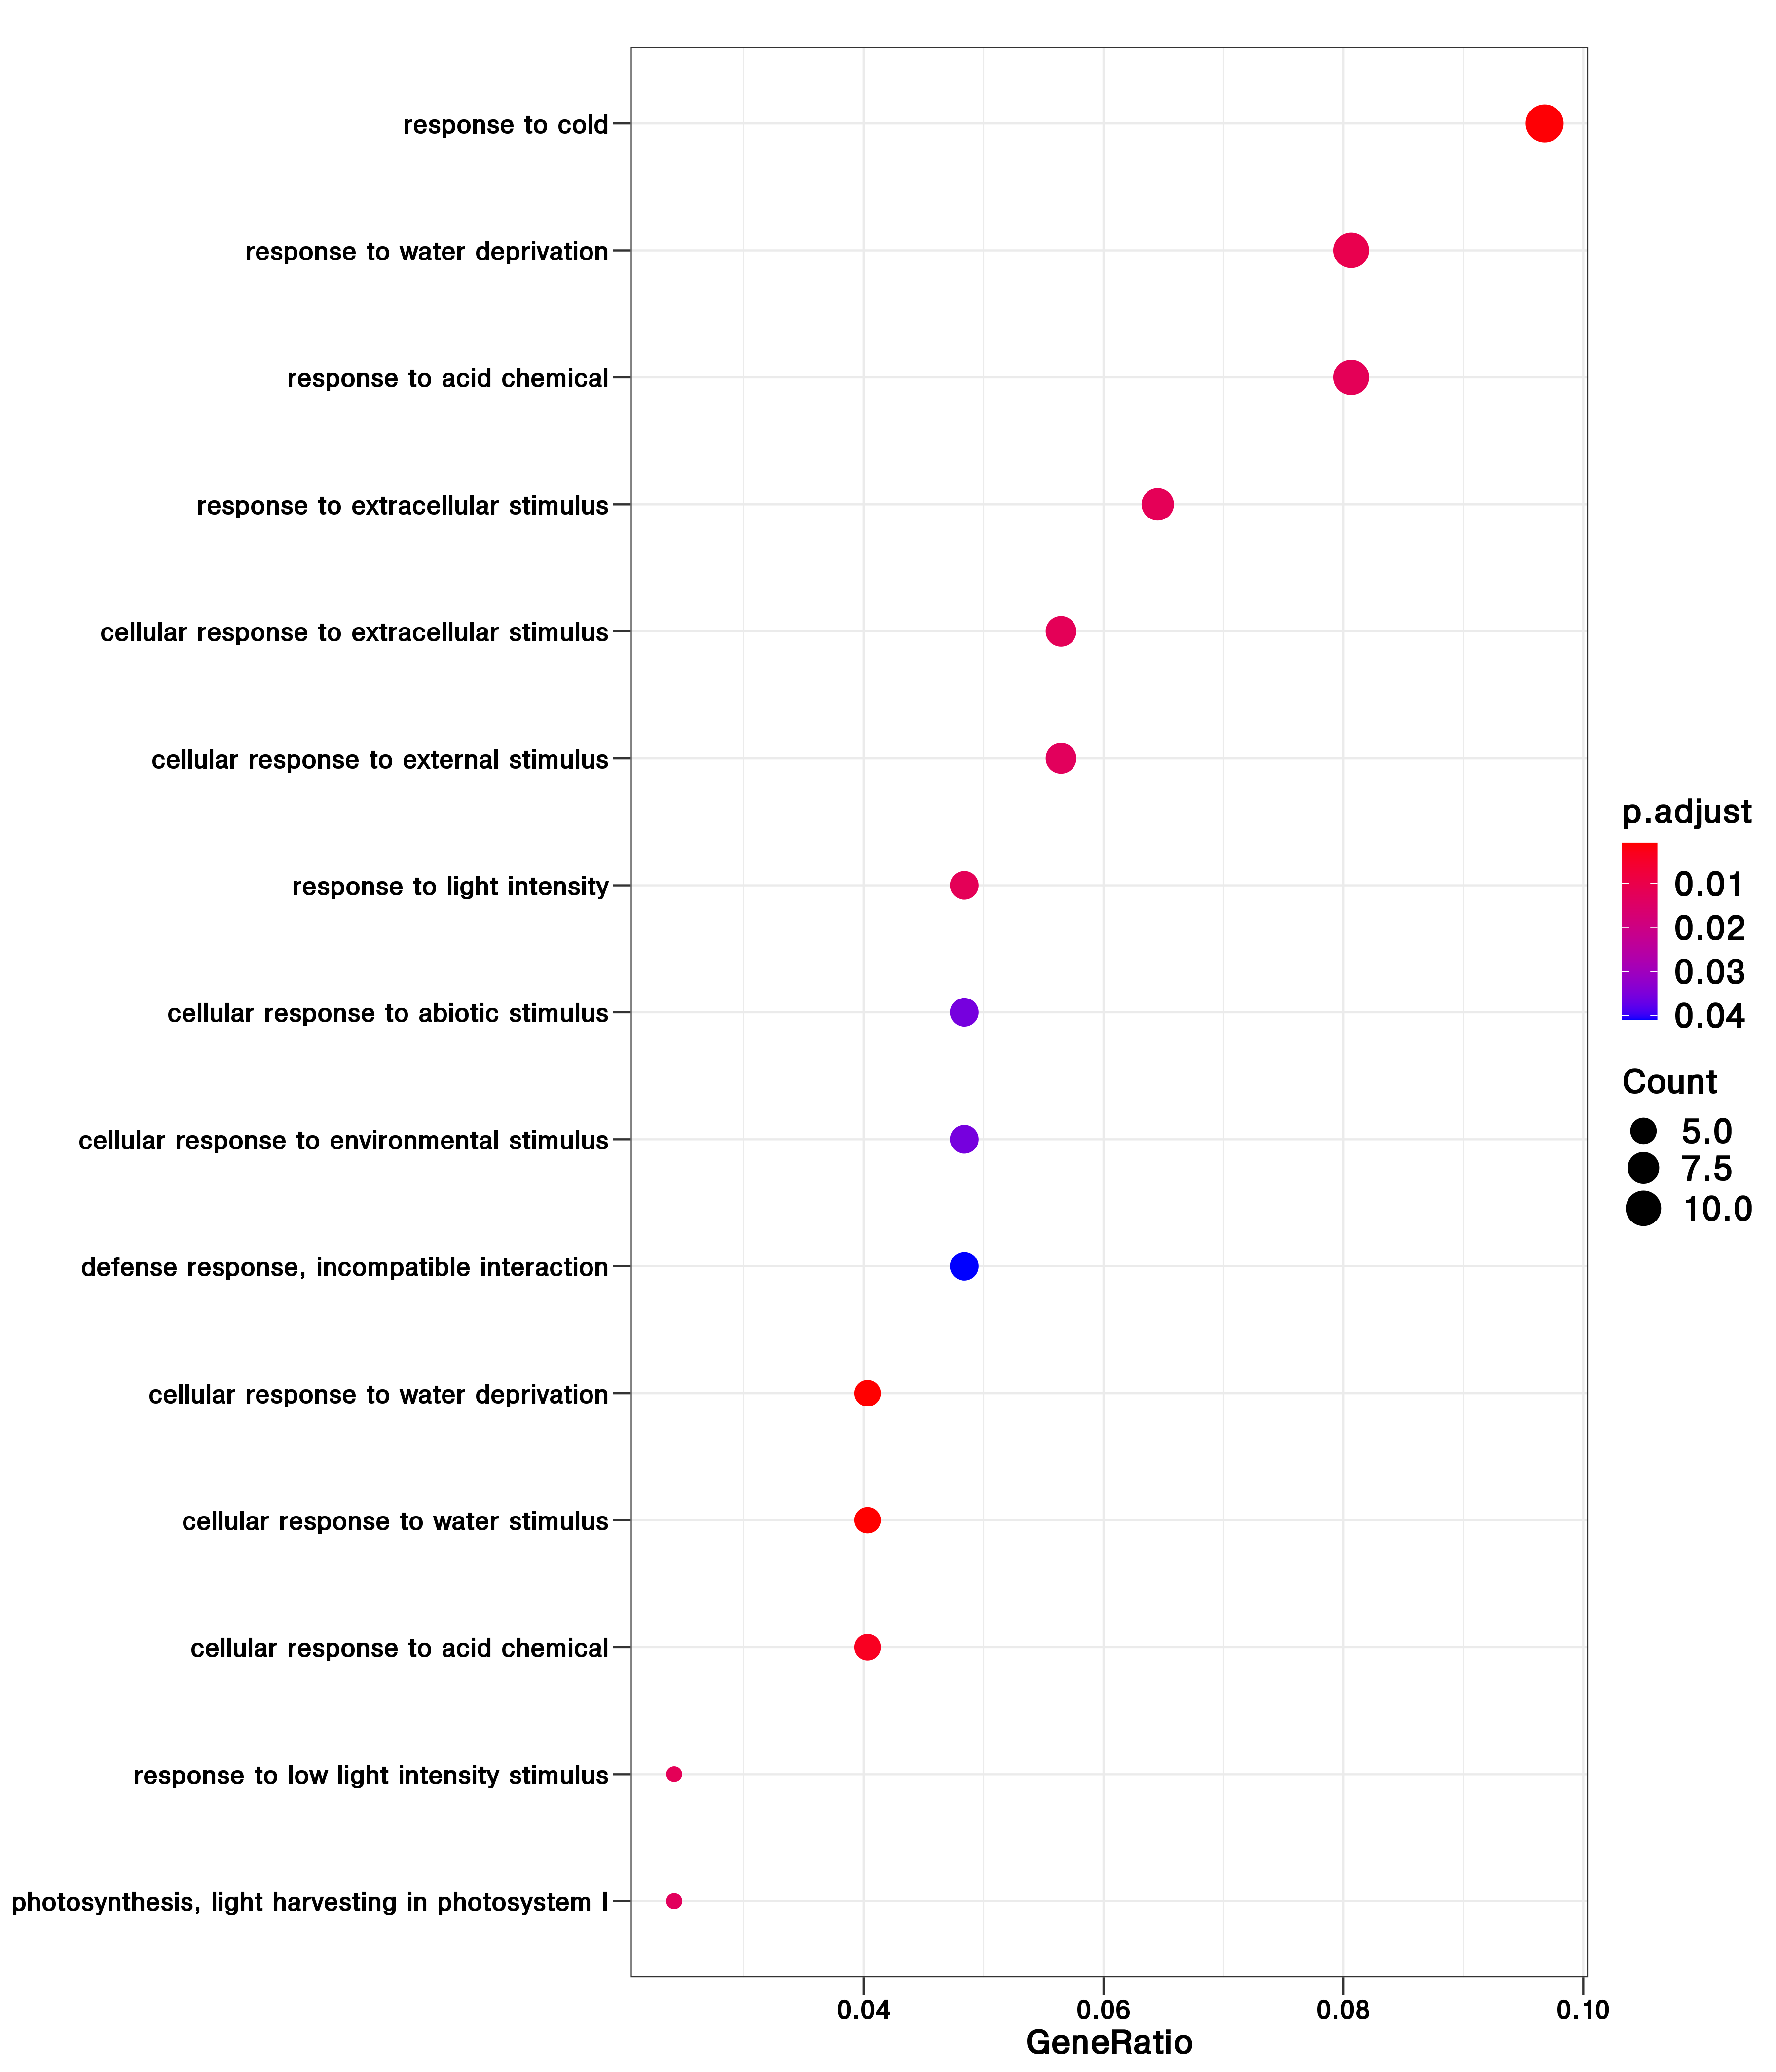 response to cold
response to water deprivation
response to acid chemical
response to extracellular stimulus
cellular response to extracellular stimulus
cellular response to external stimulus
response to light intensity
cellular response to abiotic stimulus
cellular response to environmental stimulus
defense response, incompatible interaction
cellular response to water deprivation
cellular response to water stimulus
cellular response to acid chemical
response to low light intensity stimulus
photosynthesis, light harvesting in photosystem I
0.04 0.06 0.08 0.10
GeneRatio
p.adjust
0.01
0.02
0.03
0.04
Count
5.0
7.5
10.0